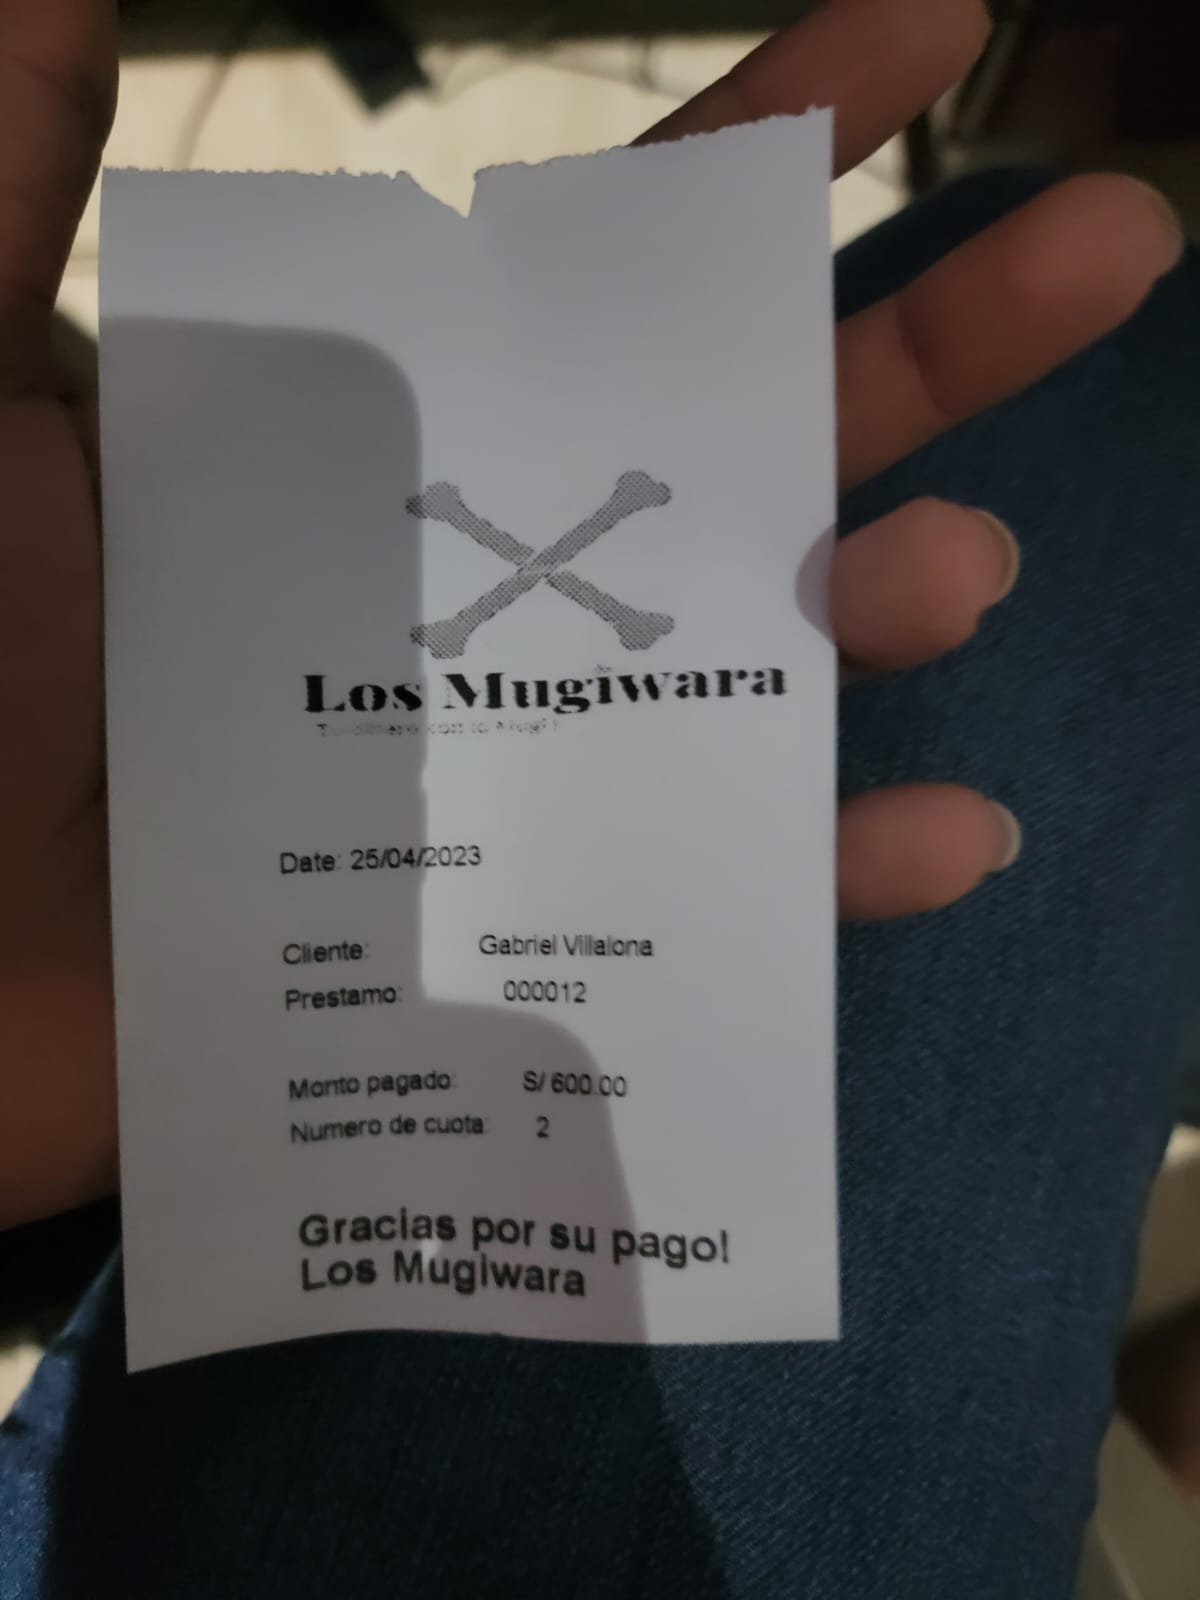 Los Mugiwara
Date: 25/04/2023
Cliente: Gabriel Villalona
Prestamo: 000012
Monto pagado: S/ 600.00
Numero de cuota: 2
Gracias por su pago!
Los Mugiwara